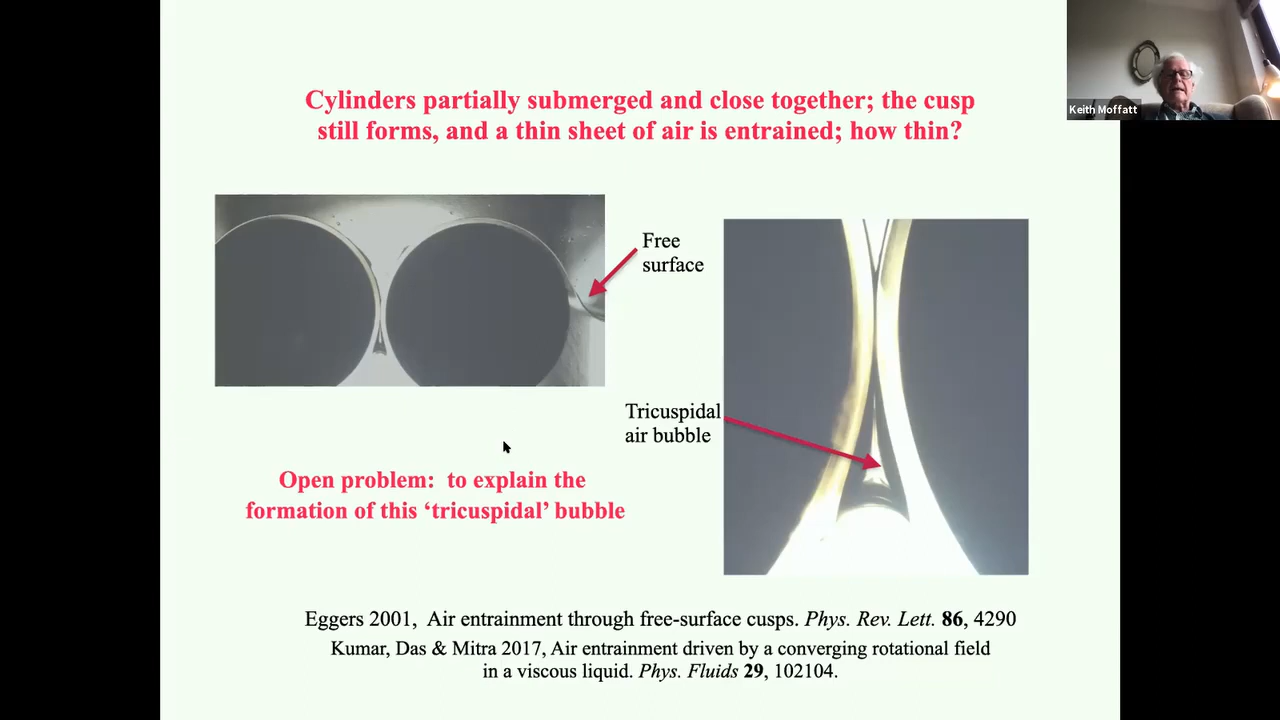 Cylinders partially submerged and close together; the cusp
still forms, and a thin sheet of air is entrained; how thin?
Keith Moffatt
Free
surface
Tricuspidal
air bubble
Open problem: to explain the
formation of this ‘tricuspidal’ bubble
Eggers 2001, Air entrainment through free-surface cusps. Phys. Rev. Lett. 86, 4290
Kumar, Das & Mitra 2017, Air entrainment driven by a converging rotational field
in a viscous liquid. Phys. Fluids 29, 102104.